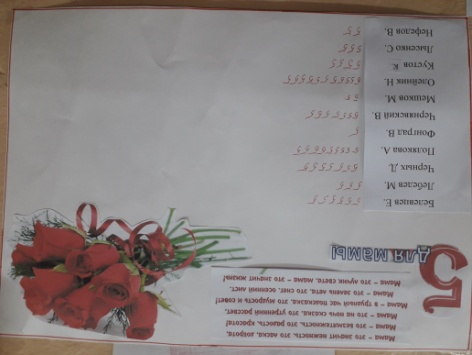 Мама – это значит нежность, это ласка, доброта,
Мама – это безмятежность, это радость, красота!
Мама – это на ночь сказка, это утренний рассвет,
Мама – в трудный час подсказка, это мудрость и совет!
Мама – это зелень лета, это снег, осенний лист,
Мама – это лучик света, мама – это значит жизнь!
5 для мамы
Лебедев М.
Черных Д.
Полякова А.
Чернявский В.
Мешков М.
Олейник Н.
Кустов К.
Лысенко С.
Нефедов В.